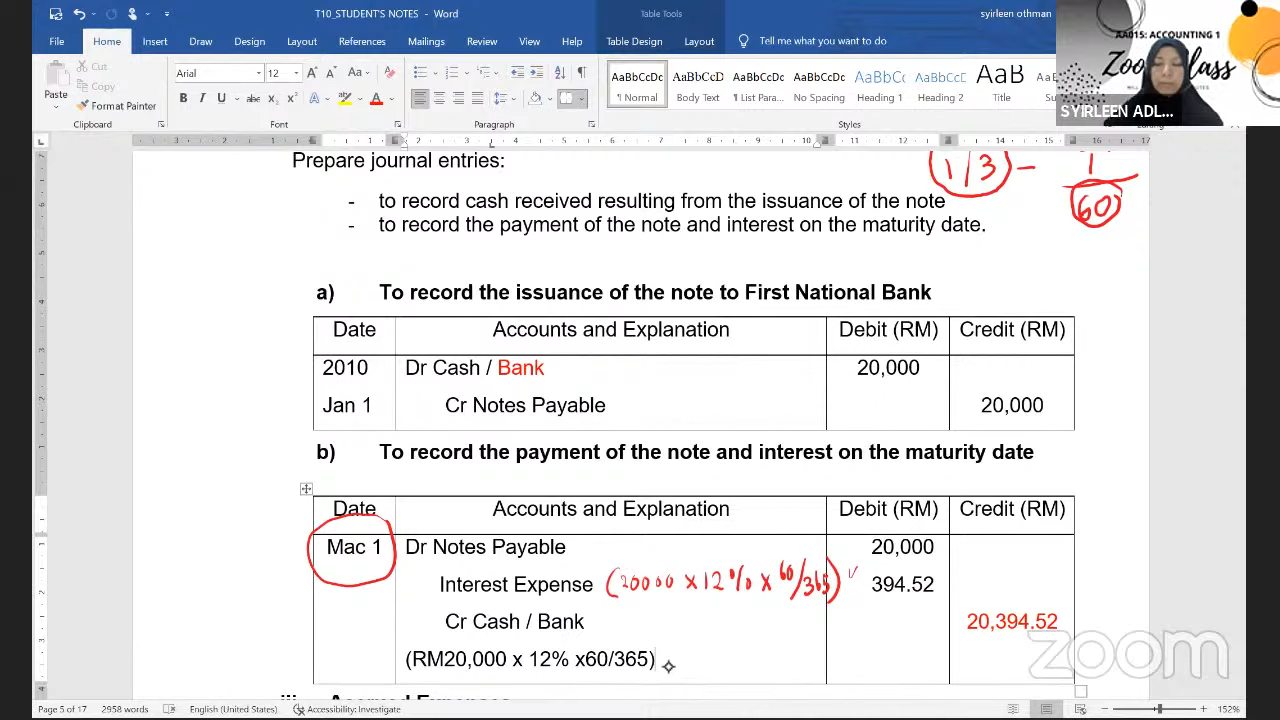 T10_STUDENT'S NOTES - Word
Table Tools
syirleen othman
File Home Insert Draw Design Layout References Mailings Review View Help Table Design Layout Tell me what you want to do
Paste
Cut
Copy
Format Painter
Clipboard
Arial 12
Font
Paragraph
AaBbCcDc AaBbCcDc AaBbCcDc AaBbCcDc AaBbCcDc AaBbCcD AaB
¶ Normal Body Text ¶ List Para... No Spacing Heading 1 Heading 2 Title
Styles
AA015: ACCOUNTING 1
SYIRLEEN ADL...
Prepare journal entries:
1/3 - 1
60
- to record cash received resulting from the issuance of the note
- to record the payment of the note and interest on the maturity date.
a) To record the issuance of the note to First National Bank
Date Accounts and Explanation Debit (RM) Credit (RM)
2010 Dr Cash / Bank 20,000
Jan 1 Cr Notes Payable 20,000
b) To record the payment of the note and interest on the maturity date
Date Accounts and Explanation Debit (RM) Credit (RM)
Mac 1 Dr Notes Payable 20,000
Interest Expense (20000 x 12% x 60/365) 394.52
Cr Cash / Bank 20,394.52
(RM20,000 x 12% x60/365)
zoom
Page 5 of 17 2958 words English (United States) Accessibility: Investigate 152%